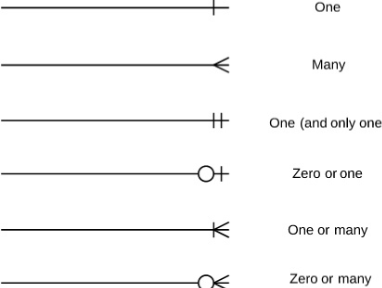 One
Many
One (and only one
Zero or one
One or many
Zero or many